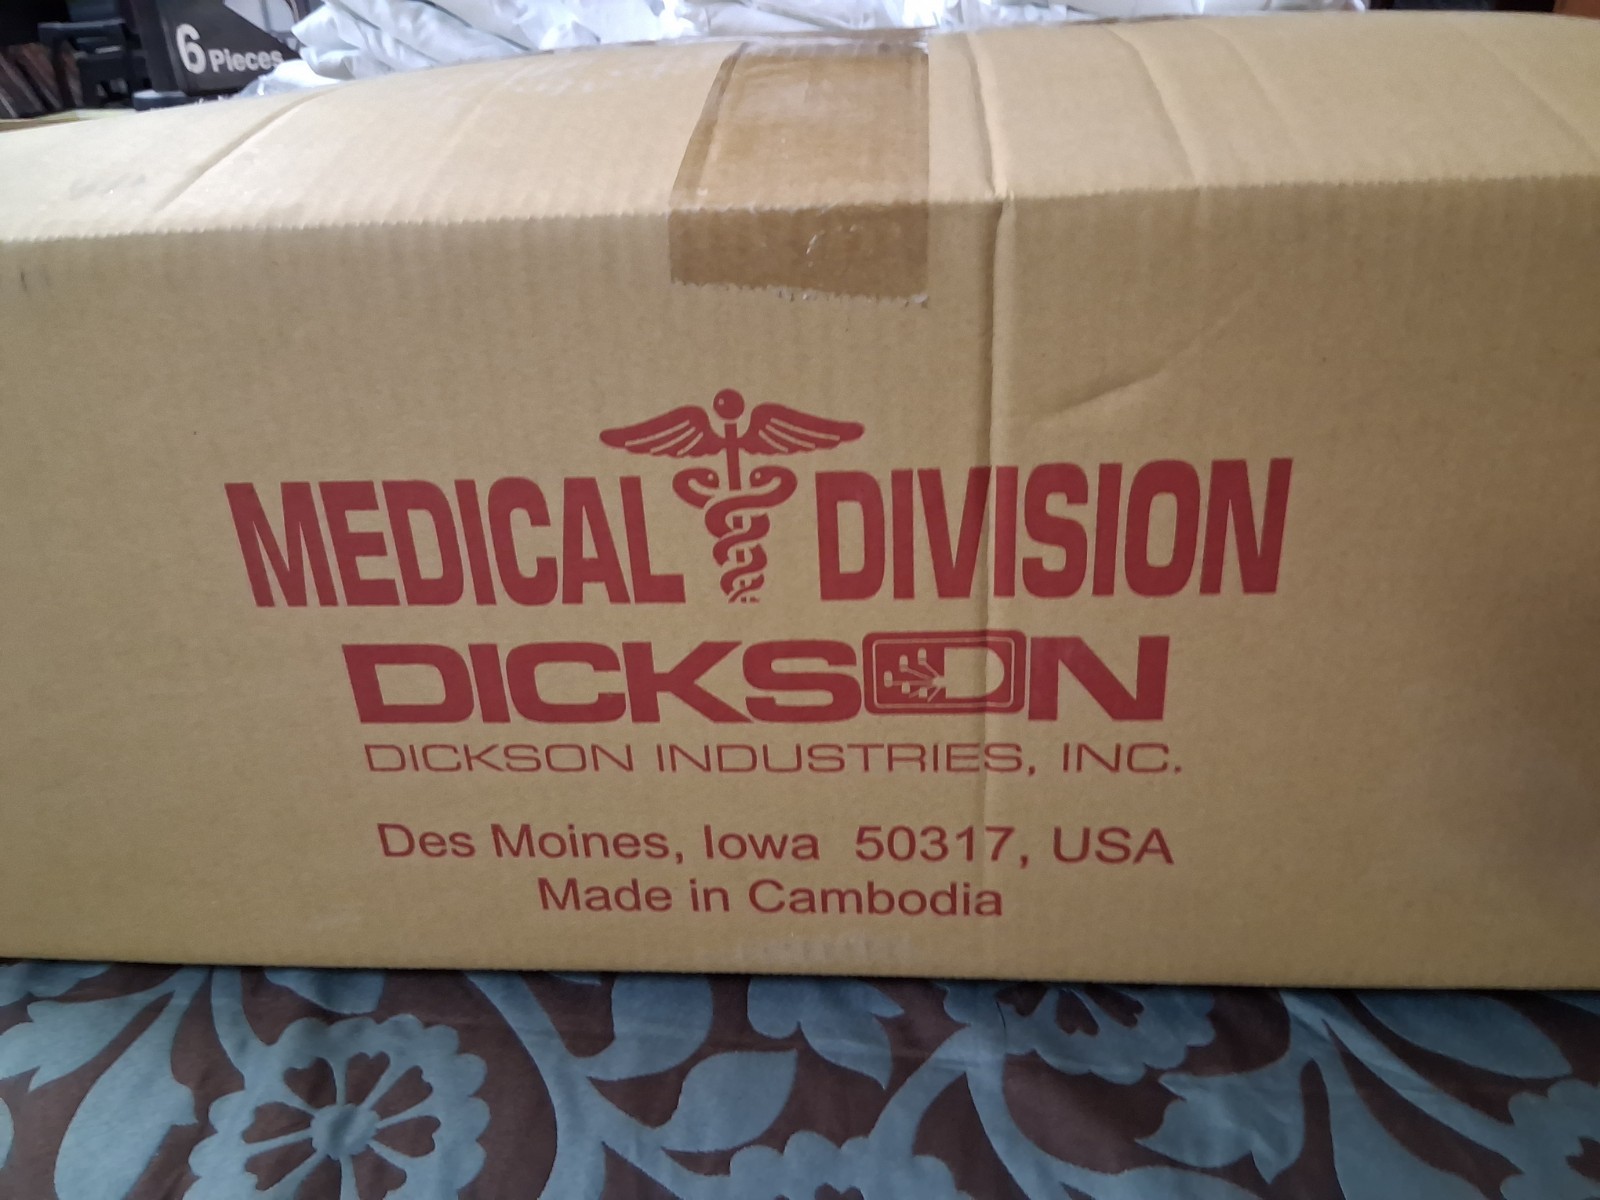 6 Pieces
MEDICAL DIVISION
DICKSON
DICKSON INDUSTRIES, INC.
Des Moines, Iowa 50317, USA
Made in Cambodia